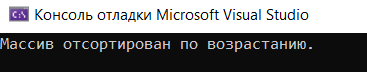 C:\ Консоль отладки Microsoft Visual Studio
Массив отсортирован по возрастанию.